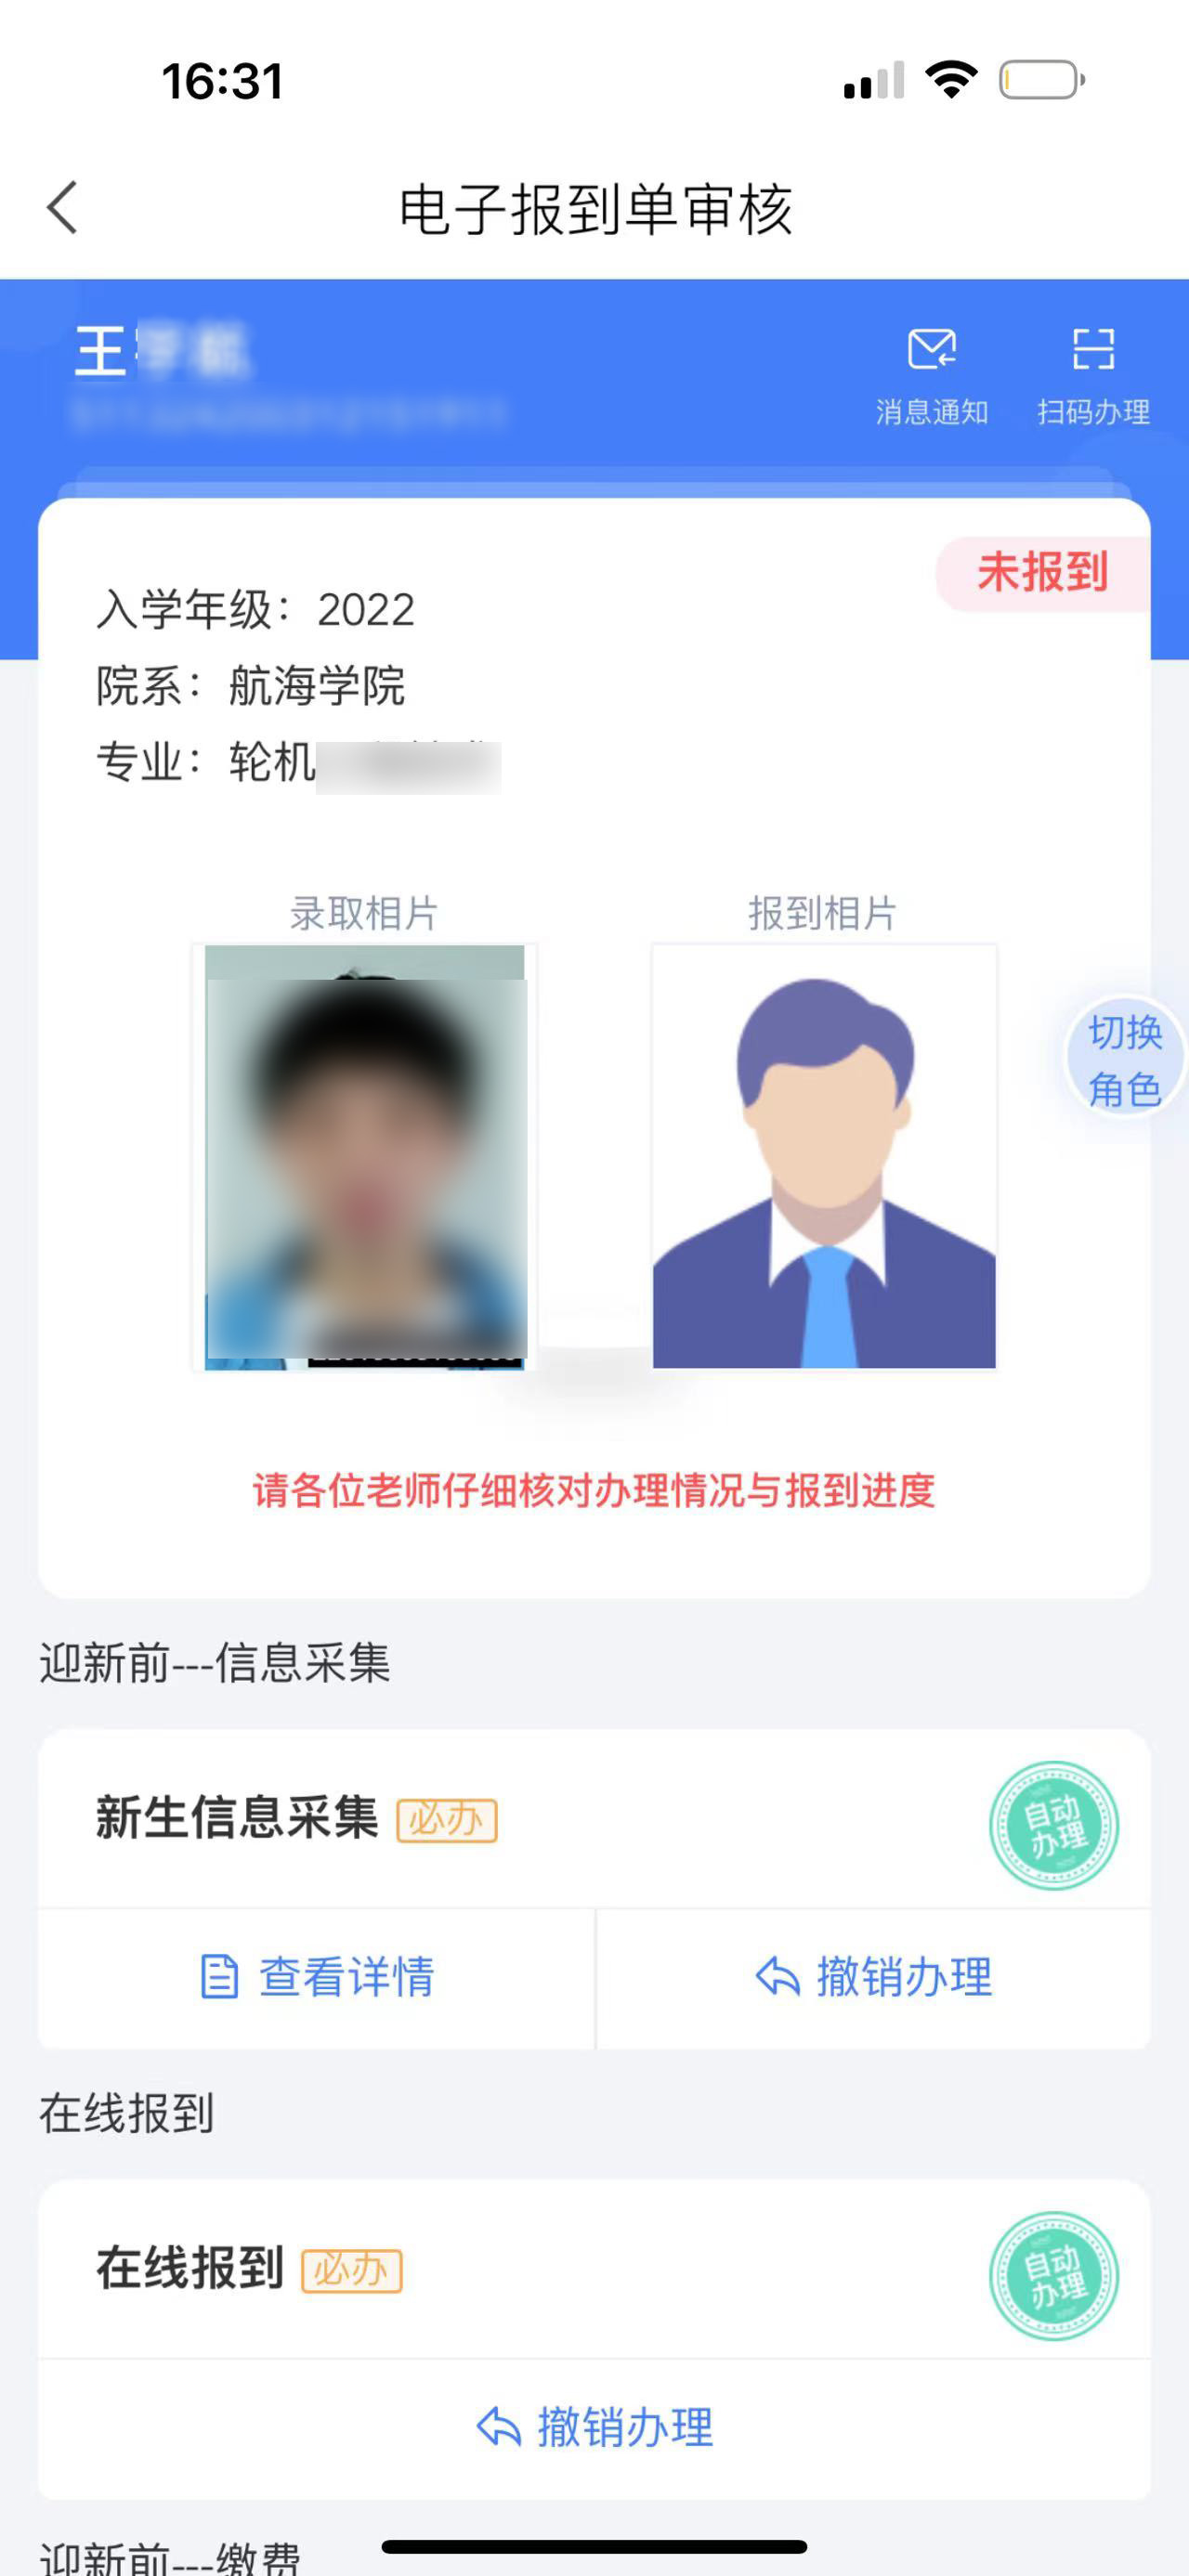 16:31
电子报到单审核
王
消息通知
扫码办理
未报到
入学年级：2022
院系：航海学院
专业：轮机
录取相片
报到相片
切换
角色
请各位老师仔细核对办理情况与报到进度
迎新前---信息采集
新生信息采集 必办
自动
办理
查看详情
撤销办理
在线报到
在线报到 必办
自动
办理
撤销办理
迎新前---缴费